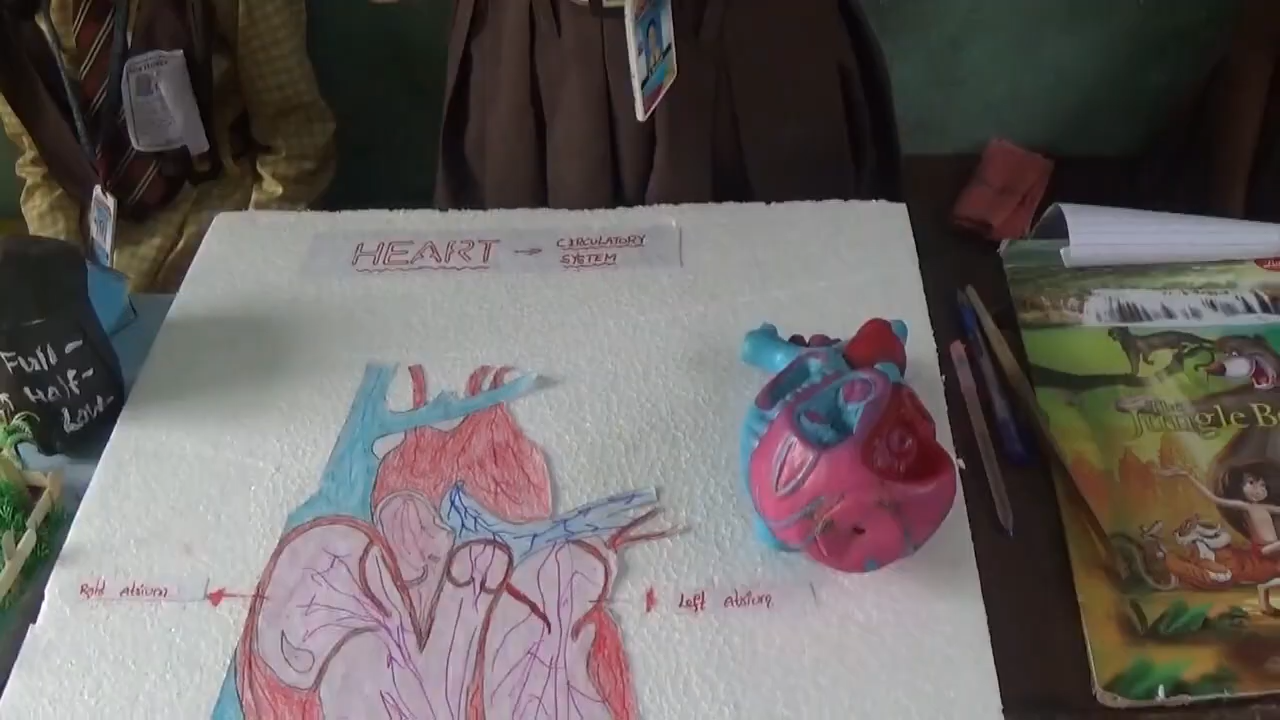 HEART → CIRCULATORY
SYSTEM
Full -
Half -
Low -
The
Jungle B
Right Atrium
Left Atrium